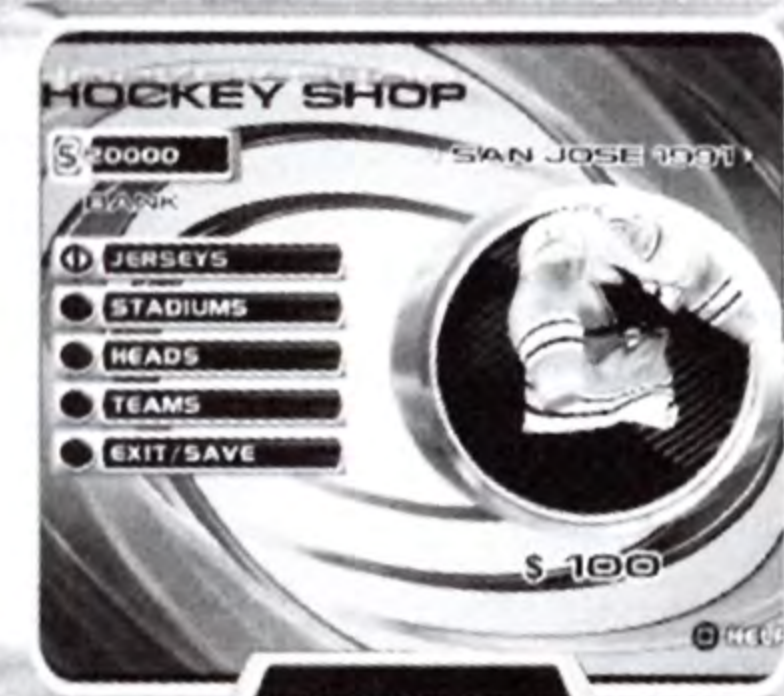 HOCKEY SHOP
$ 20000
SAN JOSE 1991
BANK
JERSEYS
STADIUMS
HEADS
TEAMS
EXIT/SAVE
$ 100
HELP